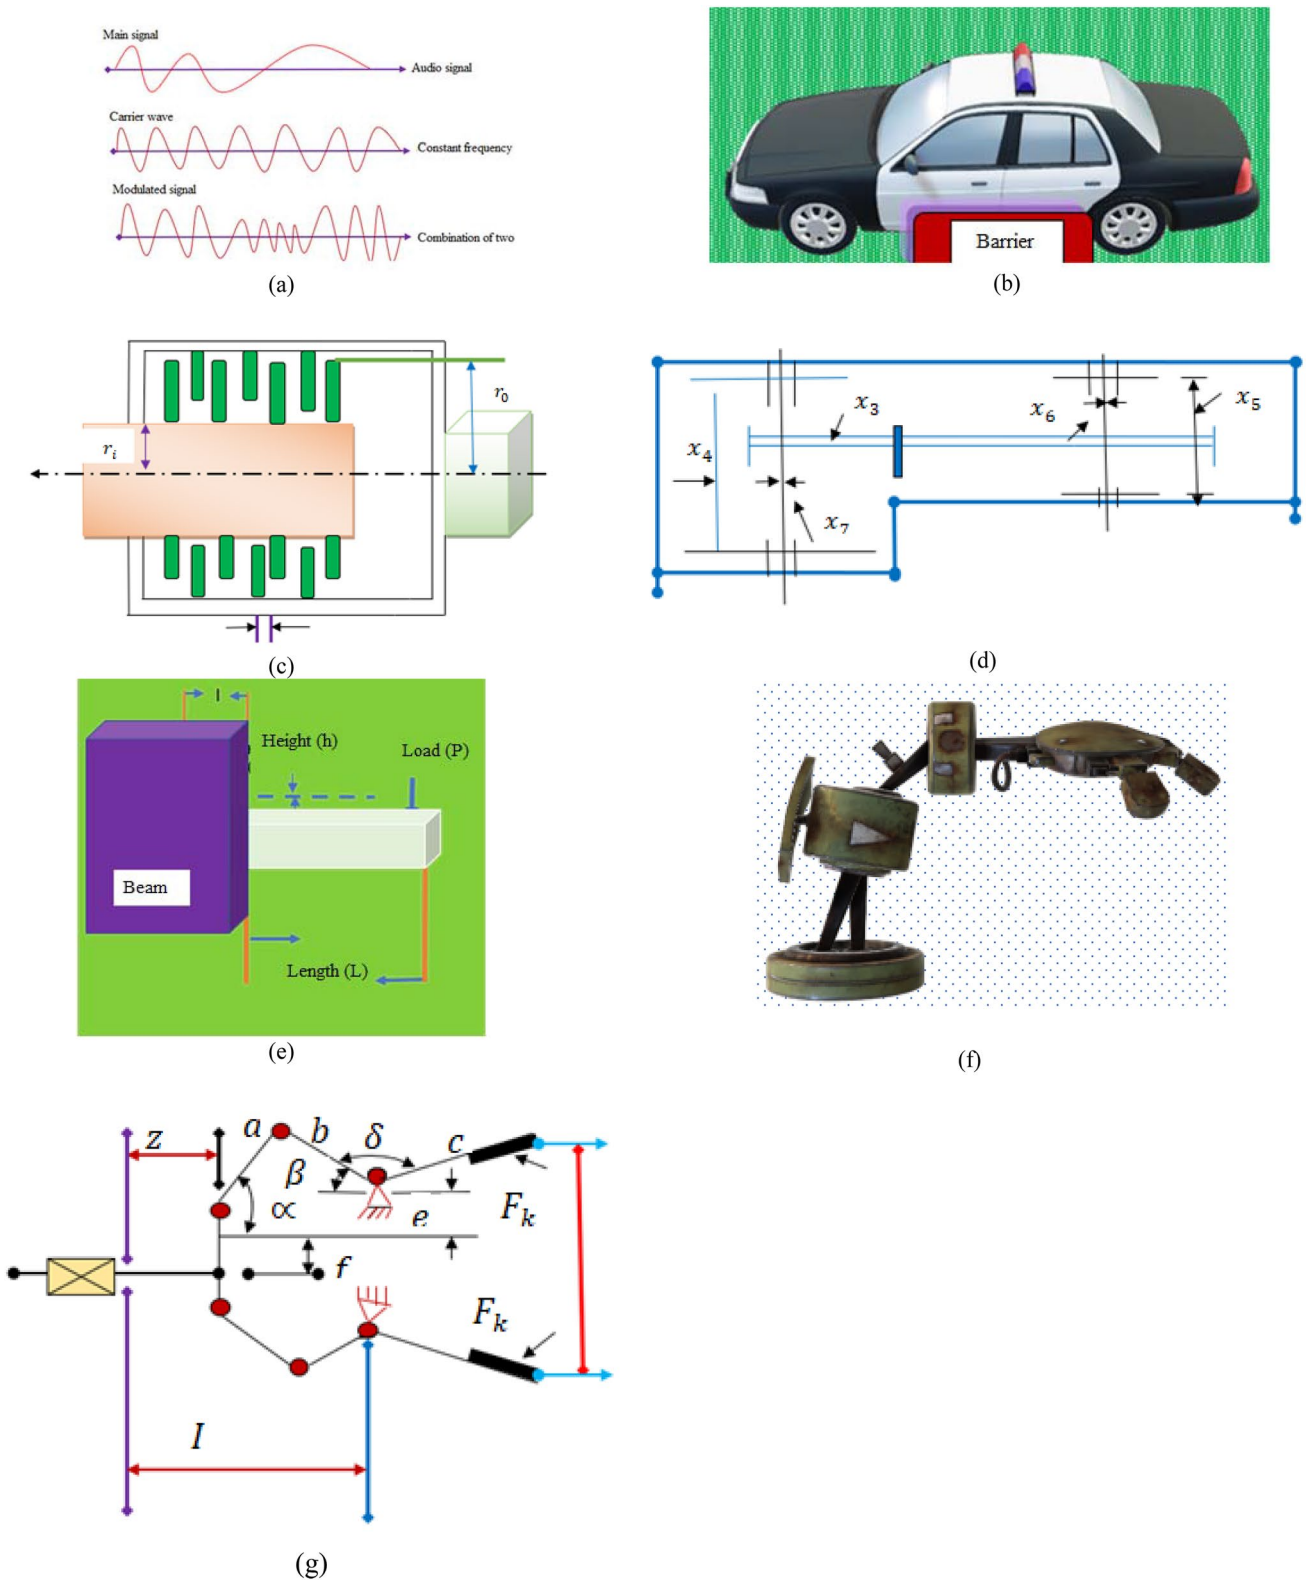 Main signal
Audio signal
Carrier wave
Constant frequency
Modulated signal
Combination of two
(a)
Barrier
(b)
r₀
rᵢ
(c)
x₃
x₆
x₅
x₄
x₇
(d)
l
Height (h)
Load (P)
Beam
Length (L)
(e)
(f)
z
a
b
δ
c
β
∝
e
Fₖ
f
Fₖ
I
(g)